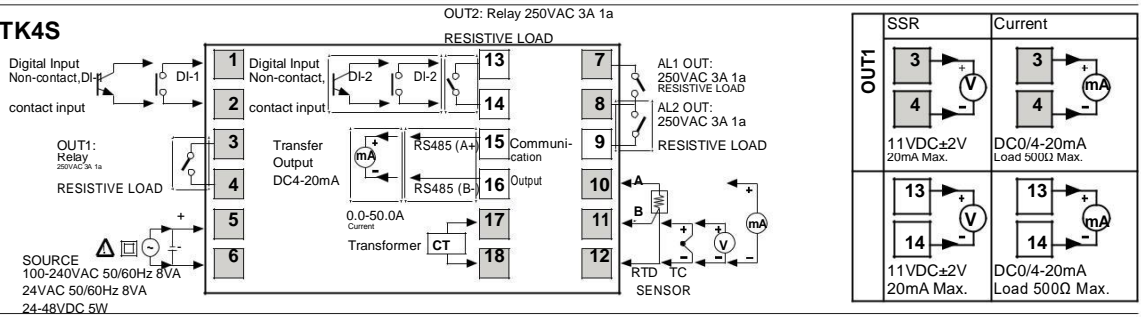 TK4S
Digital Input
Non-contact,DI-1
contact input
DI-1
1
2
OUT1:
Relay
250VAC 3A 1a
RESISTIVE LOAD
3
4
+
-
SOURCE
100-240VAC 50/60Hz 8VA
24VAC 50/60Hz 8VA
24-48VDC 5W
5
6
OUT2: Relay 250VAC 3A 1a
RESISTIVE LOAD
Digital Input
Non-contact,
contact input
DI-2
DI-2
13
14
Transfer
Output
DC4-20mA
+
mA
-
RS485 (A+)
RS485 (B-)
15
16
Communi-
cation
Output
0.0-50.0A
Current
Transformer
CT
17
18
7
8
9
AL1 OUT:
250VAC 3A 1a
RESISTIVE LOAD
AL2 OUT:
250VAC 3A 1a
RESISTIVE LOAD
10
11
12
A
B
+
-
+
V
-
+
mA
-
RTD
TC
SENSOR
OUT1
SSR
Current
3
+
V
4
-
11VDC±2V
20mA Max.
3
+
mA
4
-
DC0/4-20mA
Load 500Ω Max.
13
+
V
14
-
11VDC±2V
20mA Max.
13
+
mA
14
-
DC0/4-20mA
Load 500Ω Max.